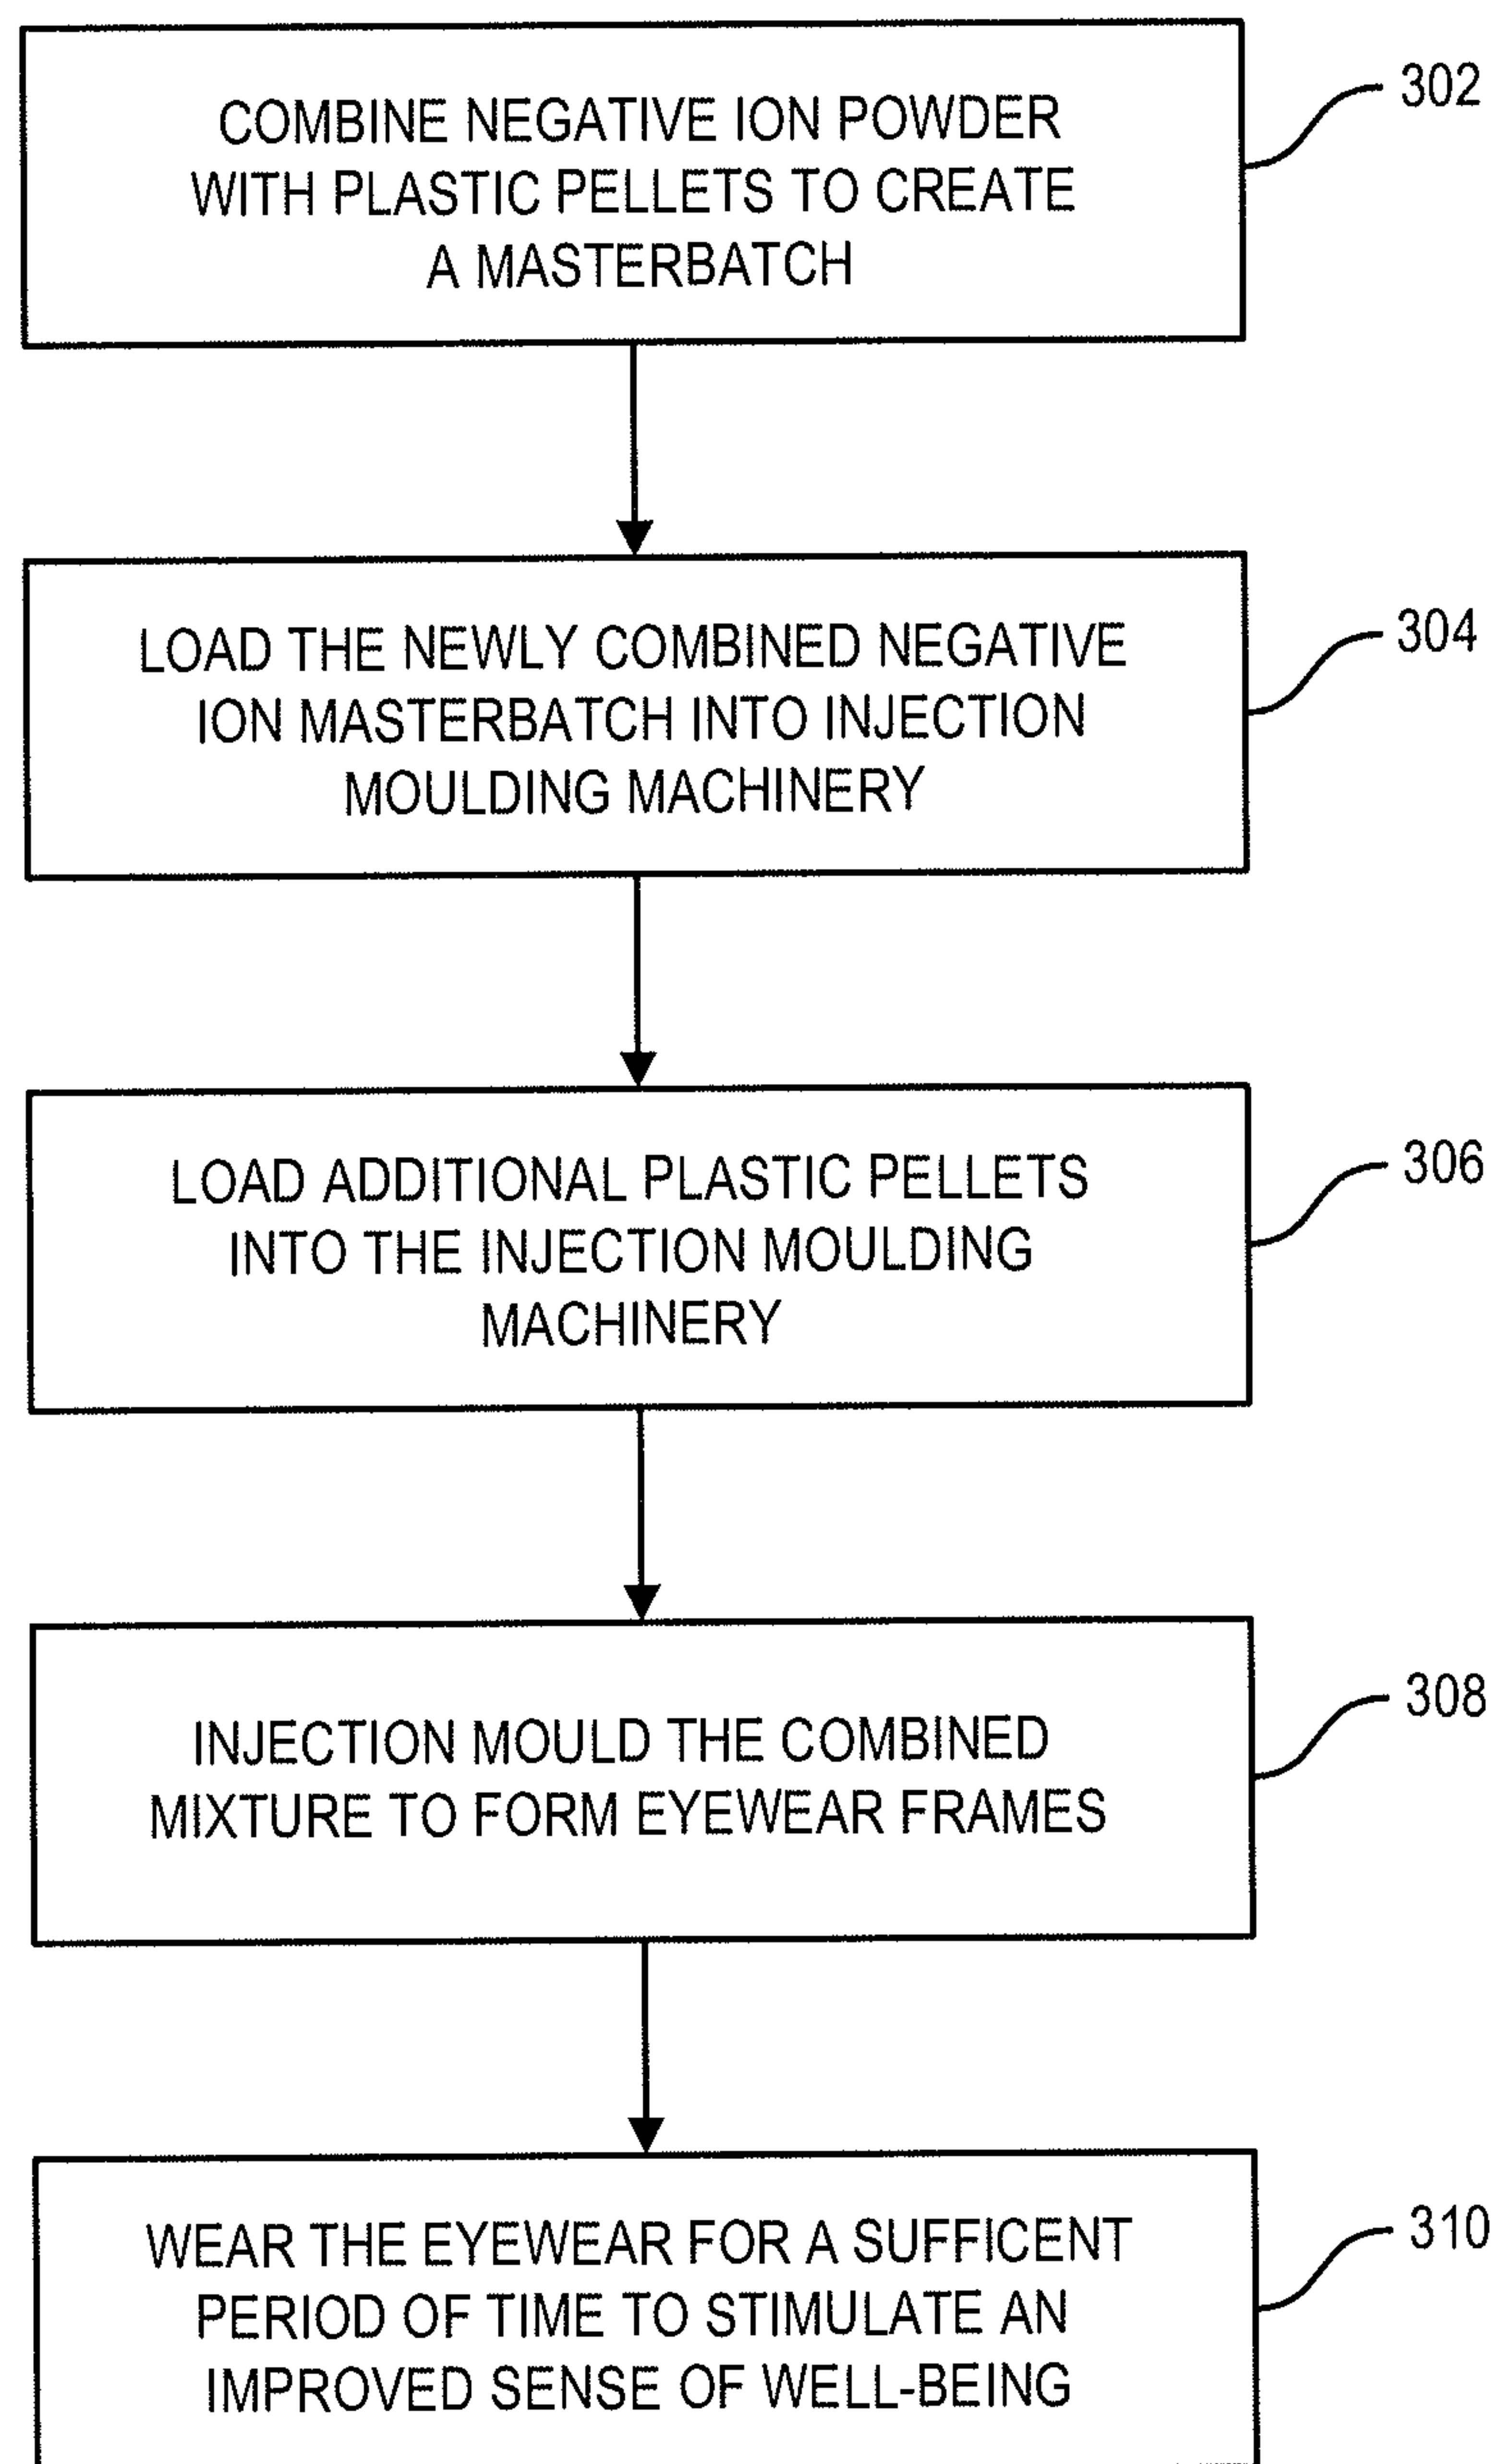 COMBINE NEGATIVE ION POWDER
WITH PLASTIC PELLETS TO CREATE
A MASTERBATCH
302
LOAD THE NEWLY COMBINED NEGATIVE
ION MASTERBATCH INTO INJECTION
MOULDING MACHINERY
304
LOAD ADDITIONAL PLASTIC PELLETS
INTO THE INJECTION MOULDING
MACHINERY
306
INJECTION MOULD THE COMBINED
MIXTURE TO FORM EYEWEAR FRAMES
308
WEAR THE EYEWEAR FOR A SUFFICENT
PERIOD OF TIME TO STIMULATE AN
IMPROVED SENSE OF WELL-BEING
310